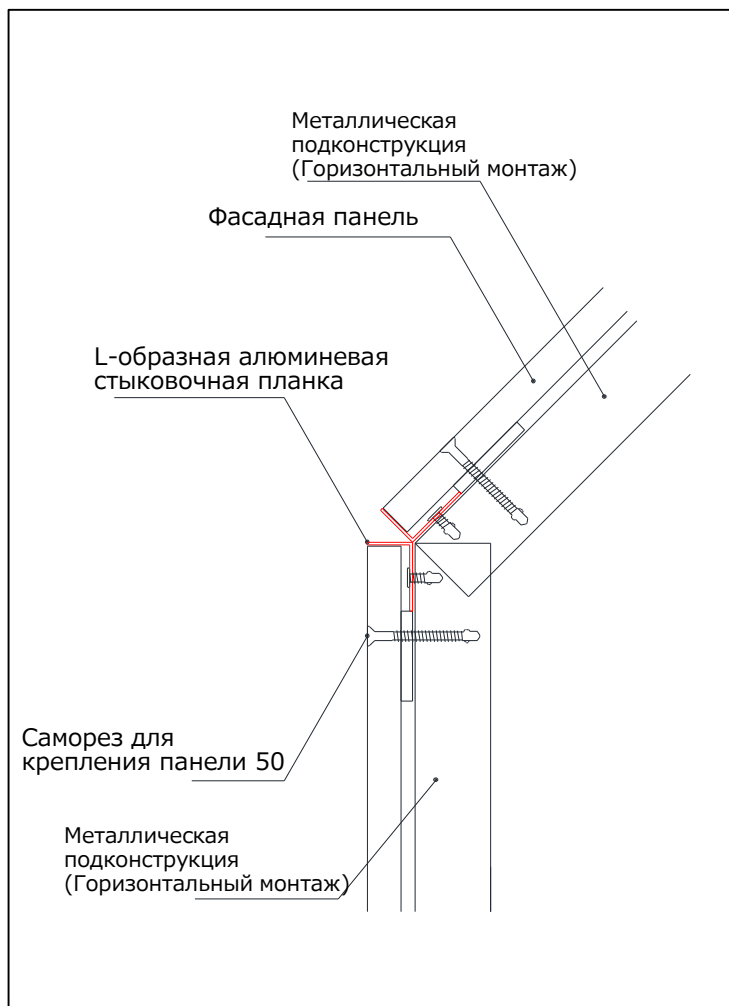 Металлическая
подконструкция
(Горизонтальный монтаж)
Фасадная панель
L-образная алюминевая
стыковочная планка
Саморез для
крепления панели 50
Металлическая
подконструкция
(Горизонтальный монтаж)